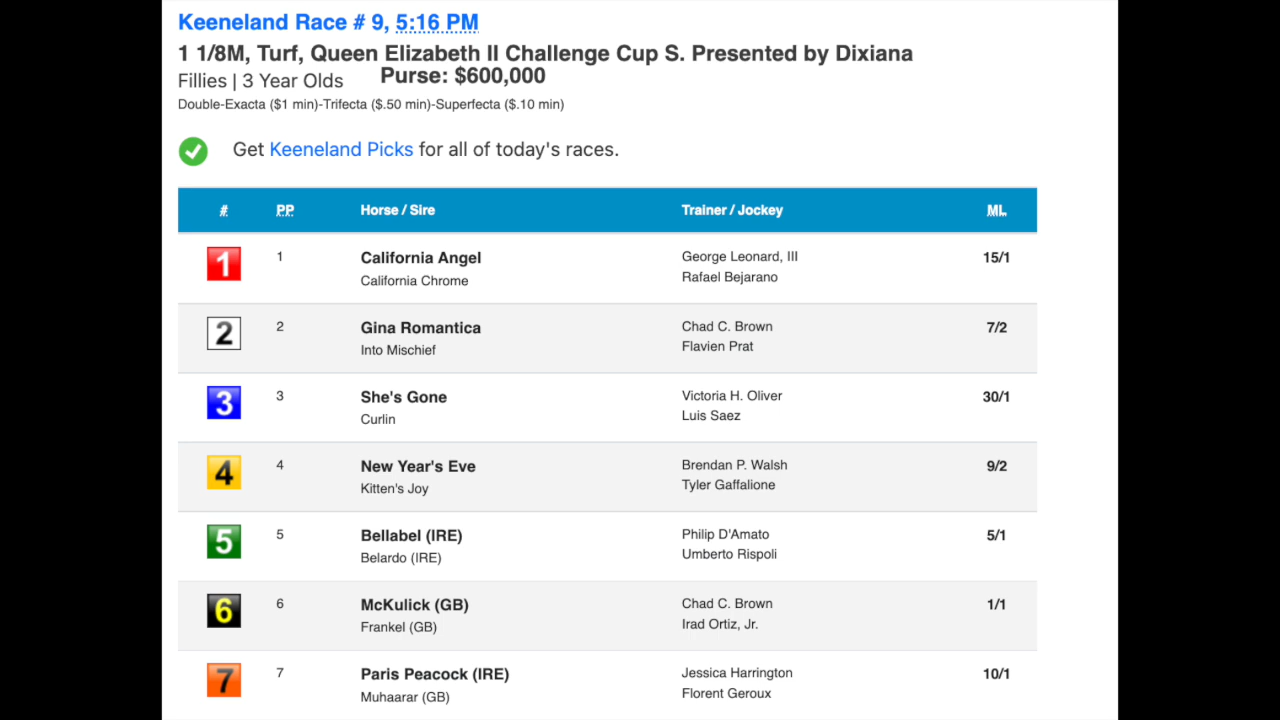 Keeneland Race # 9, 5:16 PM
1 1/8M, Turf, Queen Elizabeth II Challenge Cup S. Presented by Dixiana
Fillies | 3 Year Olds Purse: $600,000
Double-Exacta ($1 min)-Trifecta ($.50 min)-Superfecta ($.10 min)
Get Keeneland Picks for all of today's races.
# PP Horse / Sire Trainer / Jockey ML
1 1 California Angel George Leonard, III 15/1
California Chrome Rafael Bejarano
2 2 Gina Romantica Chad C. Brown 7/2
Into Mischief Flavien Prat
3 3 She's Gone Victoria H. Oliver 30/1
Curlin Luis Saez
4 4 New Year's Eve Brendan P. Walsh 9/2
Kitten's Joy Tyler Gaffalione
5 5 Bellabel (IRE) Philip D'Amato 5/1
Belardo (IRE) Umberto Rispoli
6 6 McKulick (GB) Chad C. Brown 1/1
Frankel (GB) Irad Ortiz, Jr.
7 7 Paris Peacock (IRE) Jessica Harrington 10/1
Muhaarar (GB) Florent Geroux